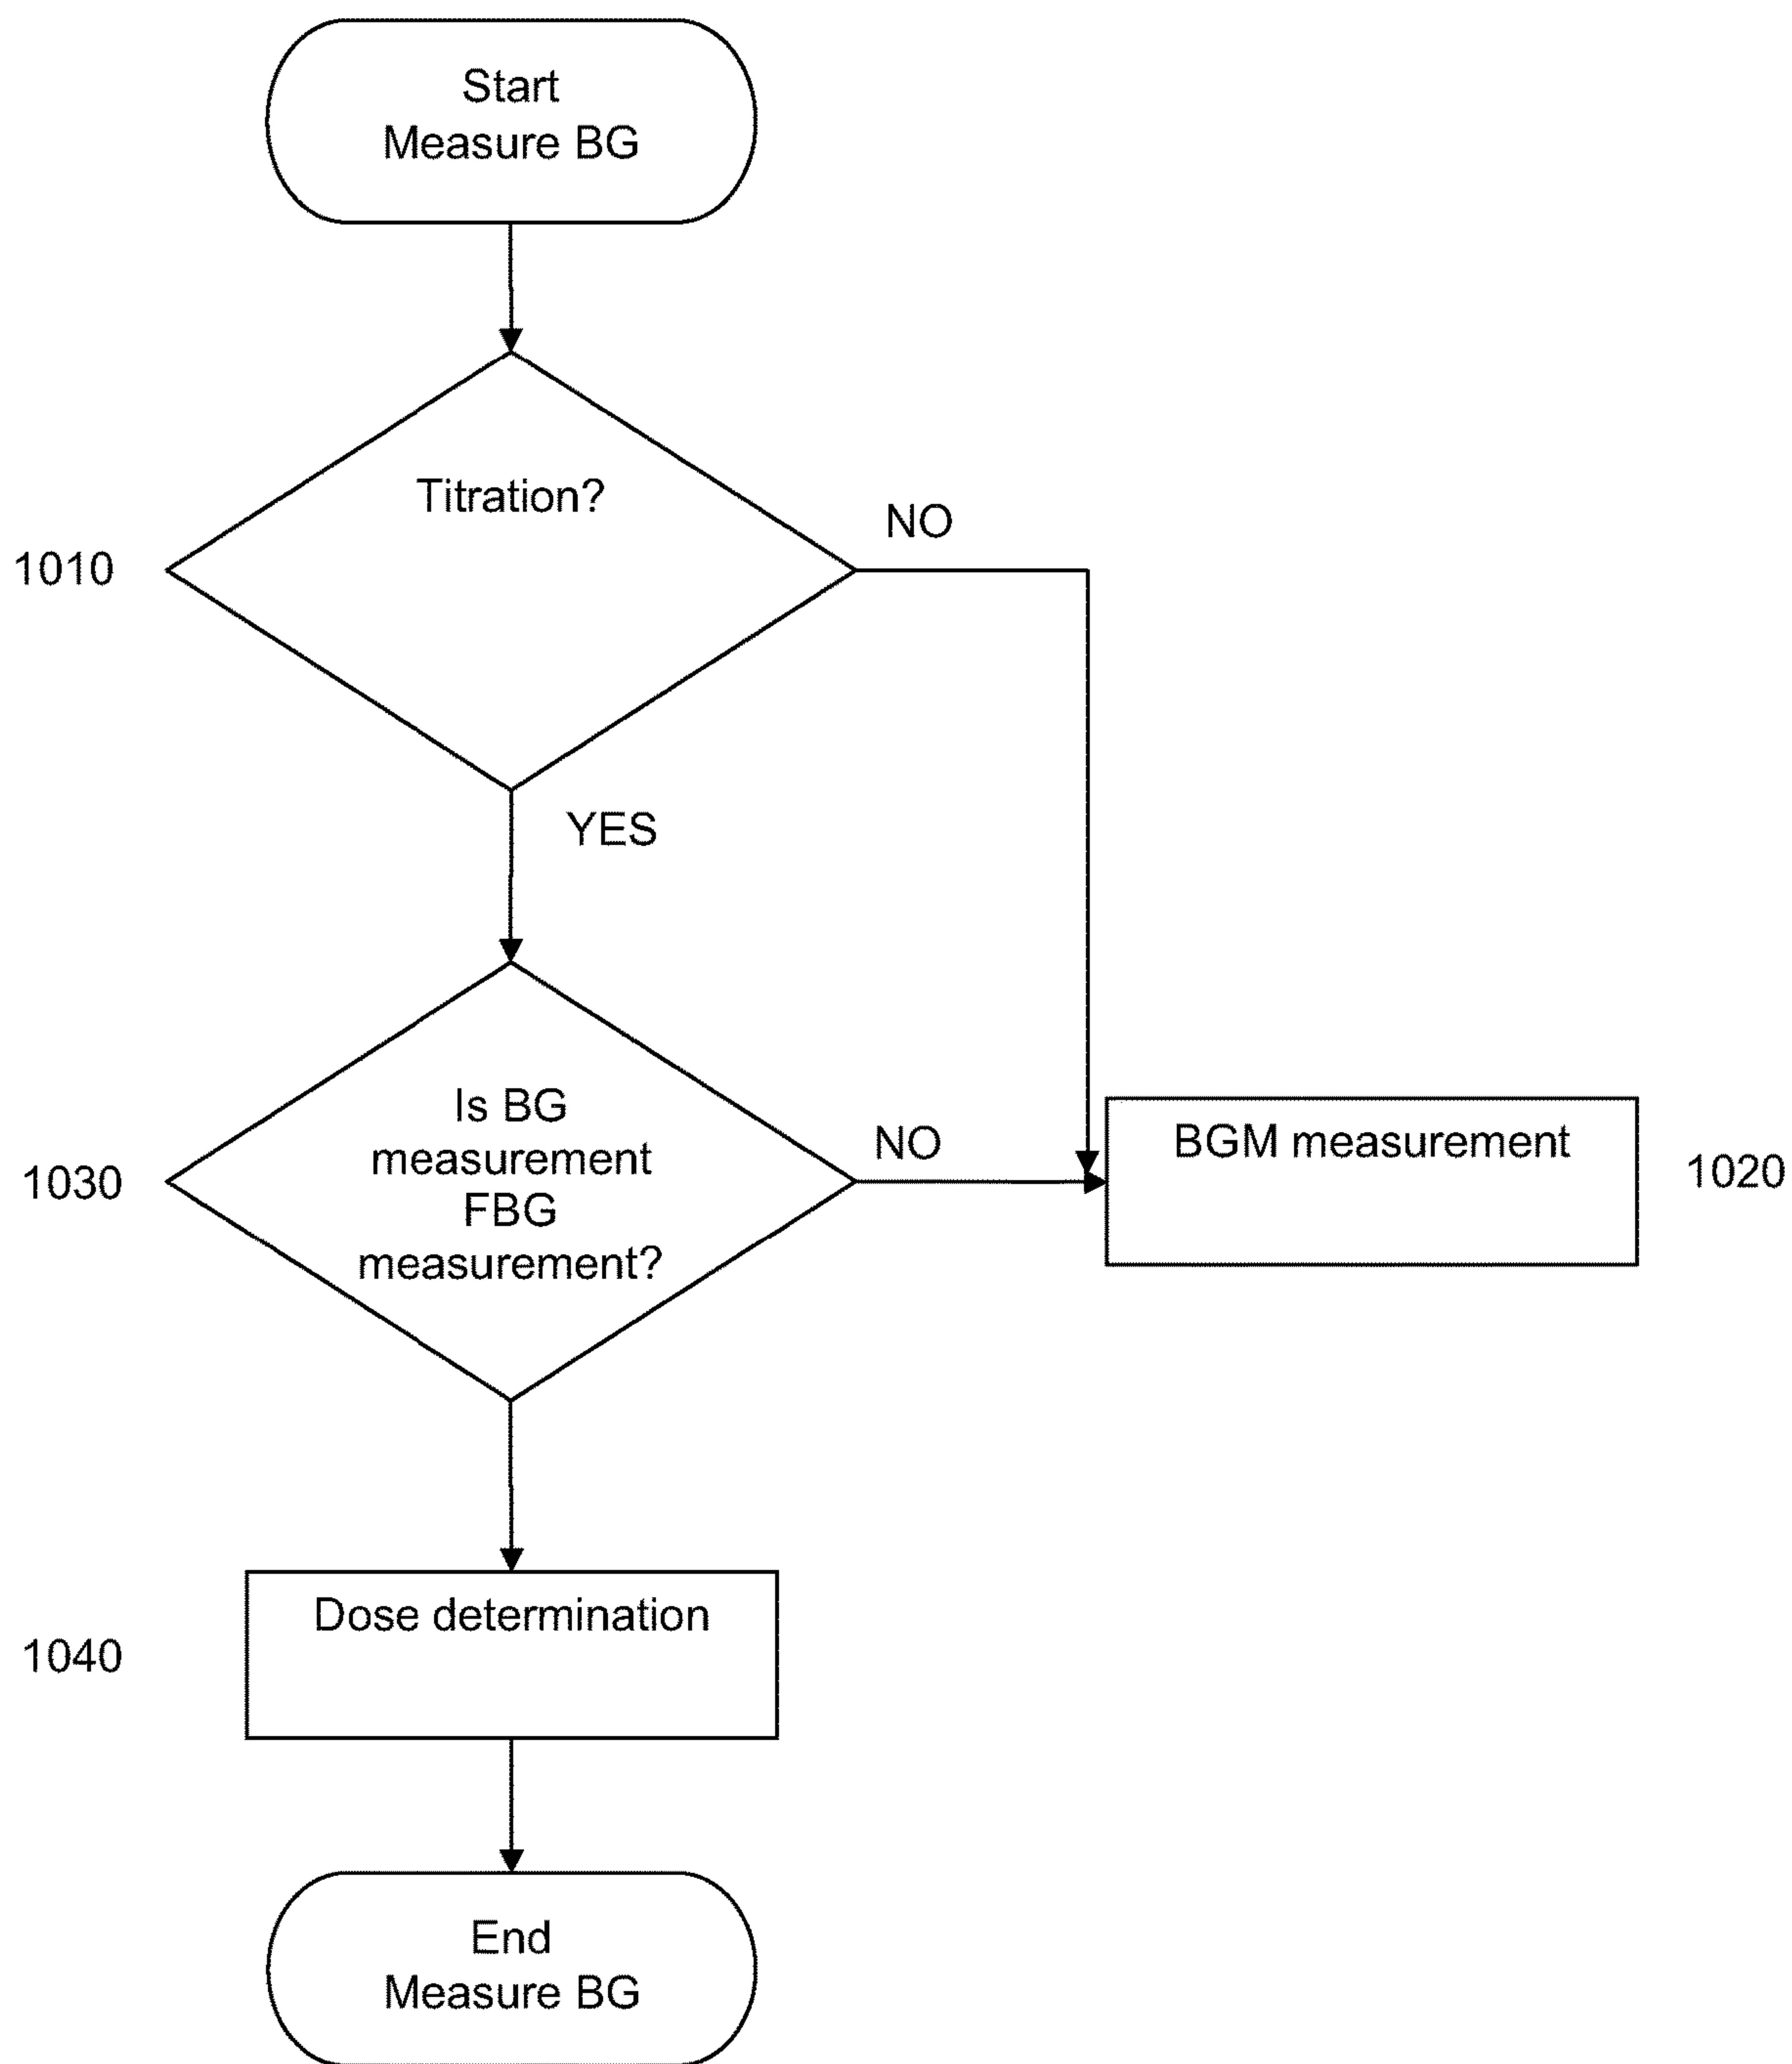 Start
Measure BG
Titration?
NO
1010
YES
Is BG
measurement
FBG
measurement?
NO
1030
BGM measurement
1020
Dose determination
1040
End
Measure BG